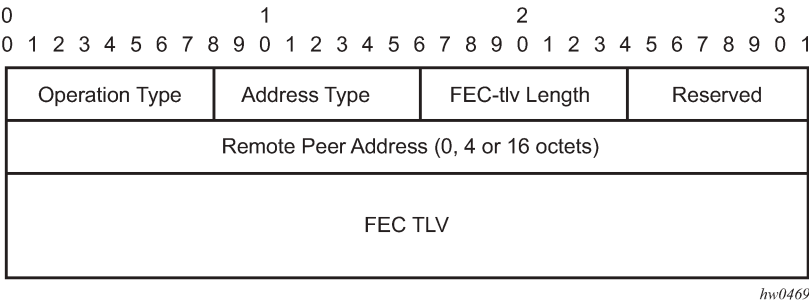 0 1 2 3
0 1 2 3 4 5 6 7 8 9 0 1 2 3 4 5 6 7 8 9 0 1 2 3 4 5 6 7 8 9 0 1
Operation Type Address Type FEC-tlv Length Reserved
Remote Peer Address (0, 4 or 16 octets)
FEC TLV
hw0469